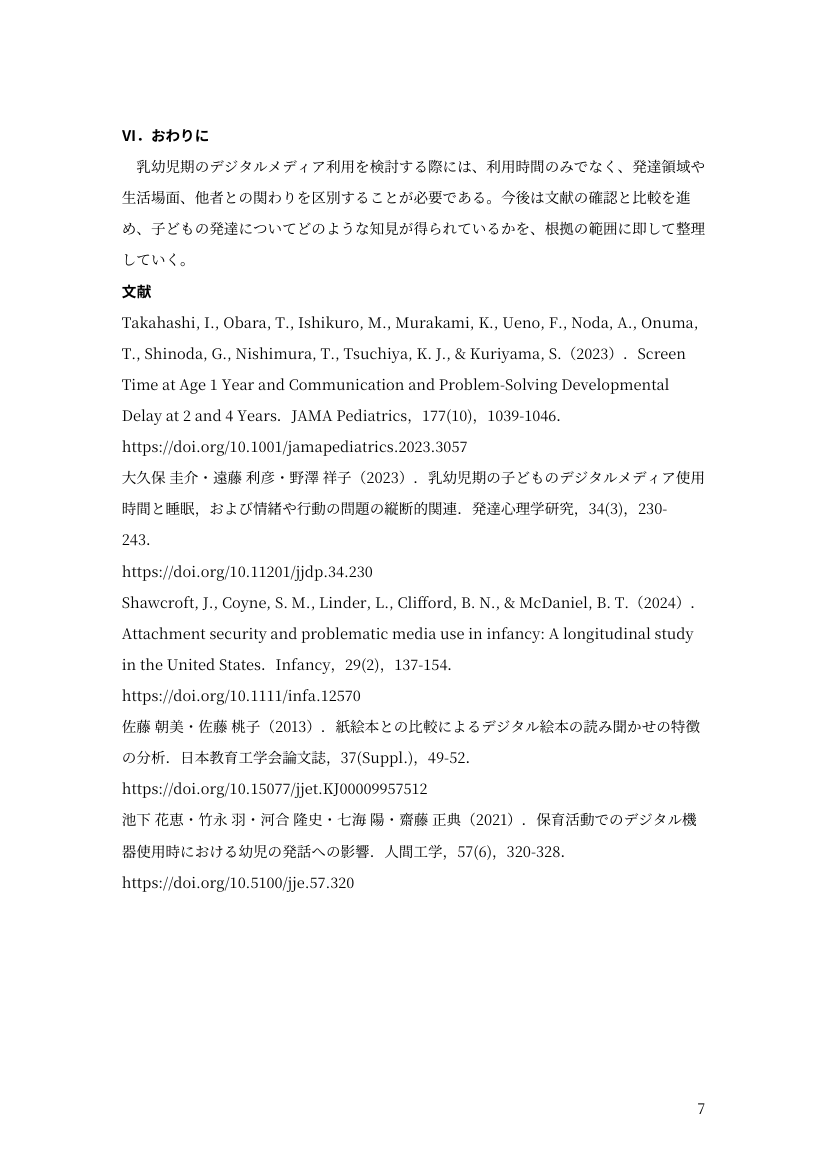 VI．おわりに
乳幼児期のデジタルメディア利用を検討する際には、利用時間のみでなく、発達領域や
生活場面、他者との関わりを区別することが必要である。今後は文献の確認と比較を進
め、子どもの発達についてどのような知見が得られているかを、根拠の範囲に即して整理
していく。
文献
Takahashi, I., Obara, T., Ishikuro, M., Murakami, K., Ueno, F., Noda, A., Onuma,
T., Shinoda, G., Nishimura, T., Tsuchiya, K. J., & Kuriyama, S.（2023）．Screen
Time at Age 1 Year and Communication and Problem-Solving Developmental
Delay at 2 and 4 Years．JAMA Pediatrics，177(10)，1039-1046.
https://doi.org/10.1001/jamapediatrics.2023.3057
大久保 圭介・遠藤 利彦・野澤 祥子（2023）．乳幼児期の子どものデジタルメディア使用
時間と睡眠，および情緒や行動の問題の縦断的関連．発達心理学研究，34(3)，230-
243.
https://doi.org/10.11201/jjdp.34.230
Shawcroft, J., Coyne, S. M., Linder, L., Clifford, B. N., & McDaniel, B. T.（2024）．
Attachment security and problematic media use in infancy: A longitudinal study
in the United States．Infancy，29(2)，137-154.
https://doi.org/10.1111/infa.12570
佐藤 朝美・佐藤 桃子（2013）．紙絵本との比較によるデジタル絵本の読み聞かせの特徴
の分析．日本教育工学会論文誌，37(Suppl.)，49-52.
https://doi.org/10.15077/jjet.KJ00009957512
池下 花恵・竹永 羽・河合 隆史・七海 陽・齋藤 正典（2021）．保育活動でのデジタル機
器使用時における幼児の発話への影響．人間工学，57(6)，320-328.
https://doi.org/10.5100/jje.57.320
7